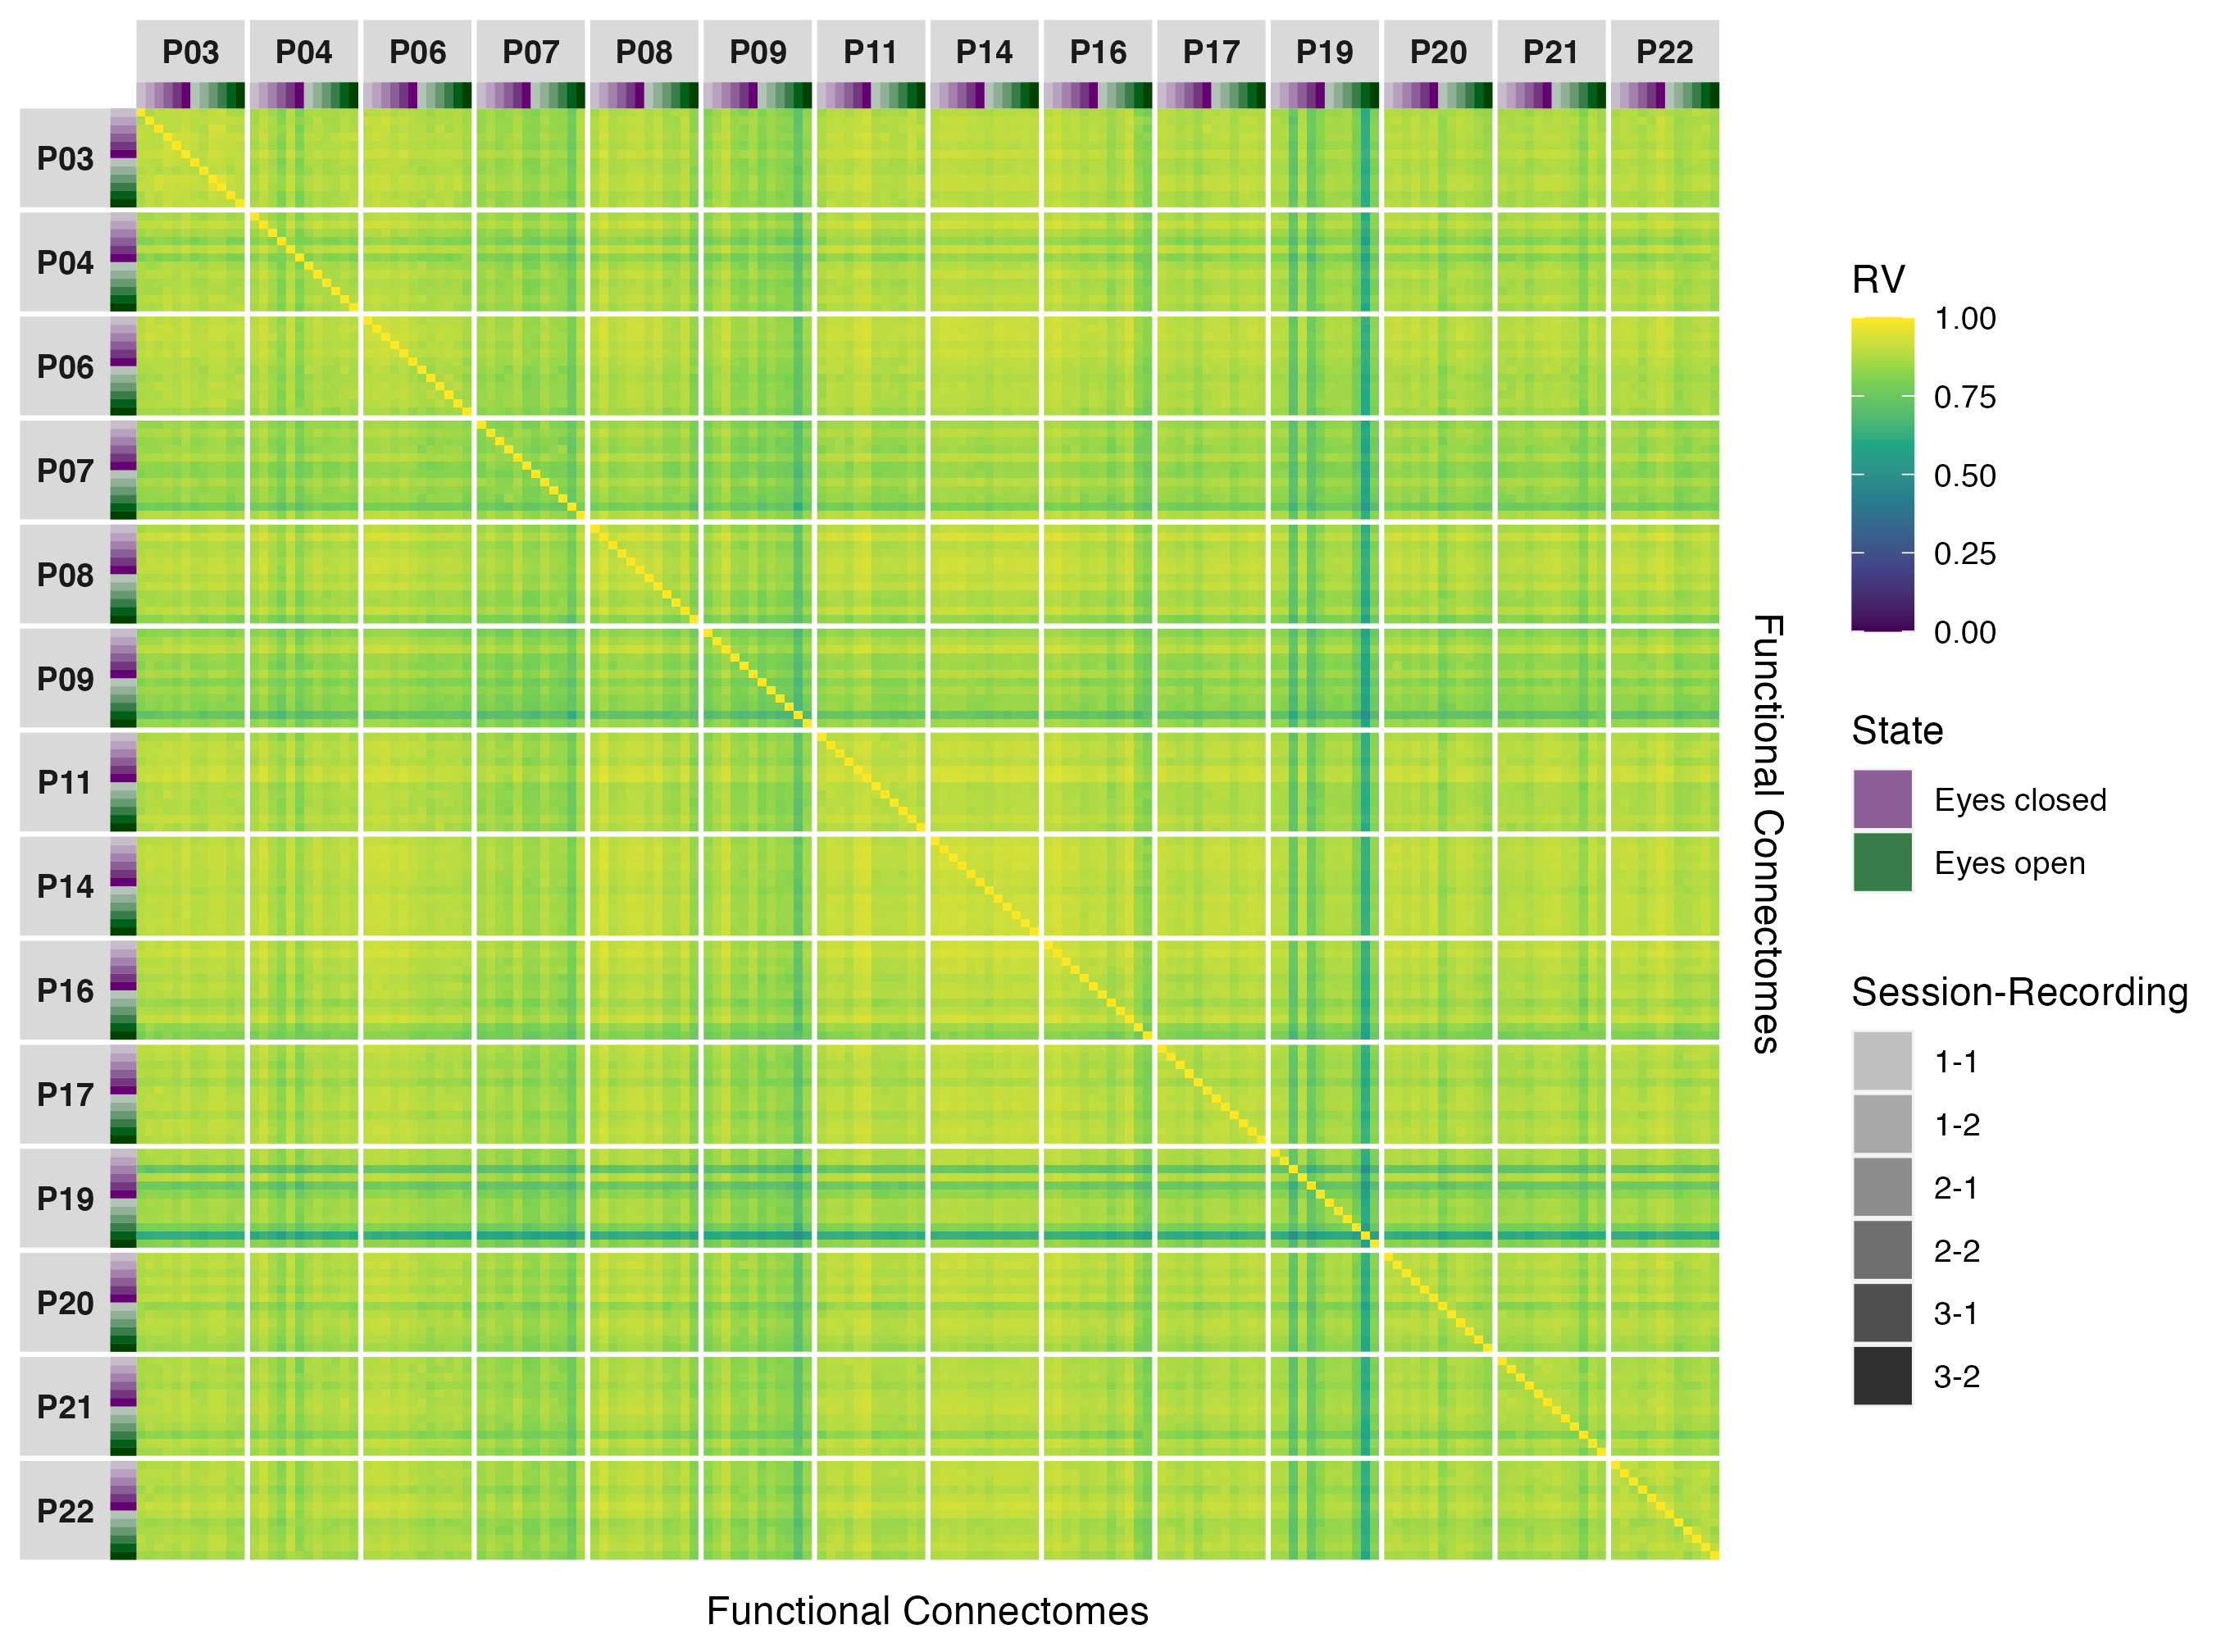 P03 P04 P06 P07 P08 P09 P11 P14 P16 P17 P19 P20 P21 P22
P03
P04
P06
P07
P08
P09
P11
P14
P16
P17
P19
P20
P21
P22
Functional Connectomes
Functional Connectomes
RV
1.00
0.75
0.50
0.25
0.00
State
Eyes closed
Eyes open
Session-Recording
1-1
1-2
2-1
2-2
3-1
3-2